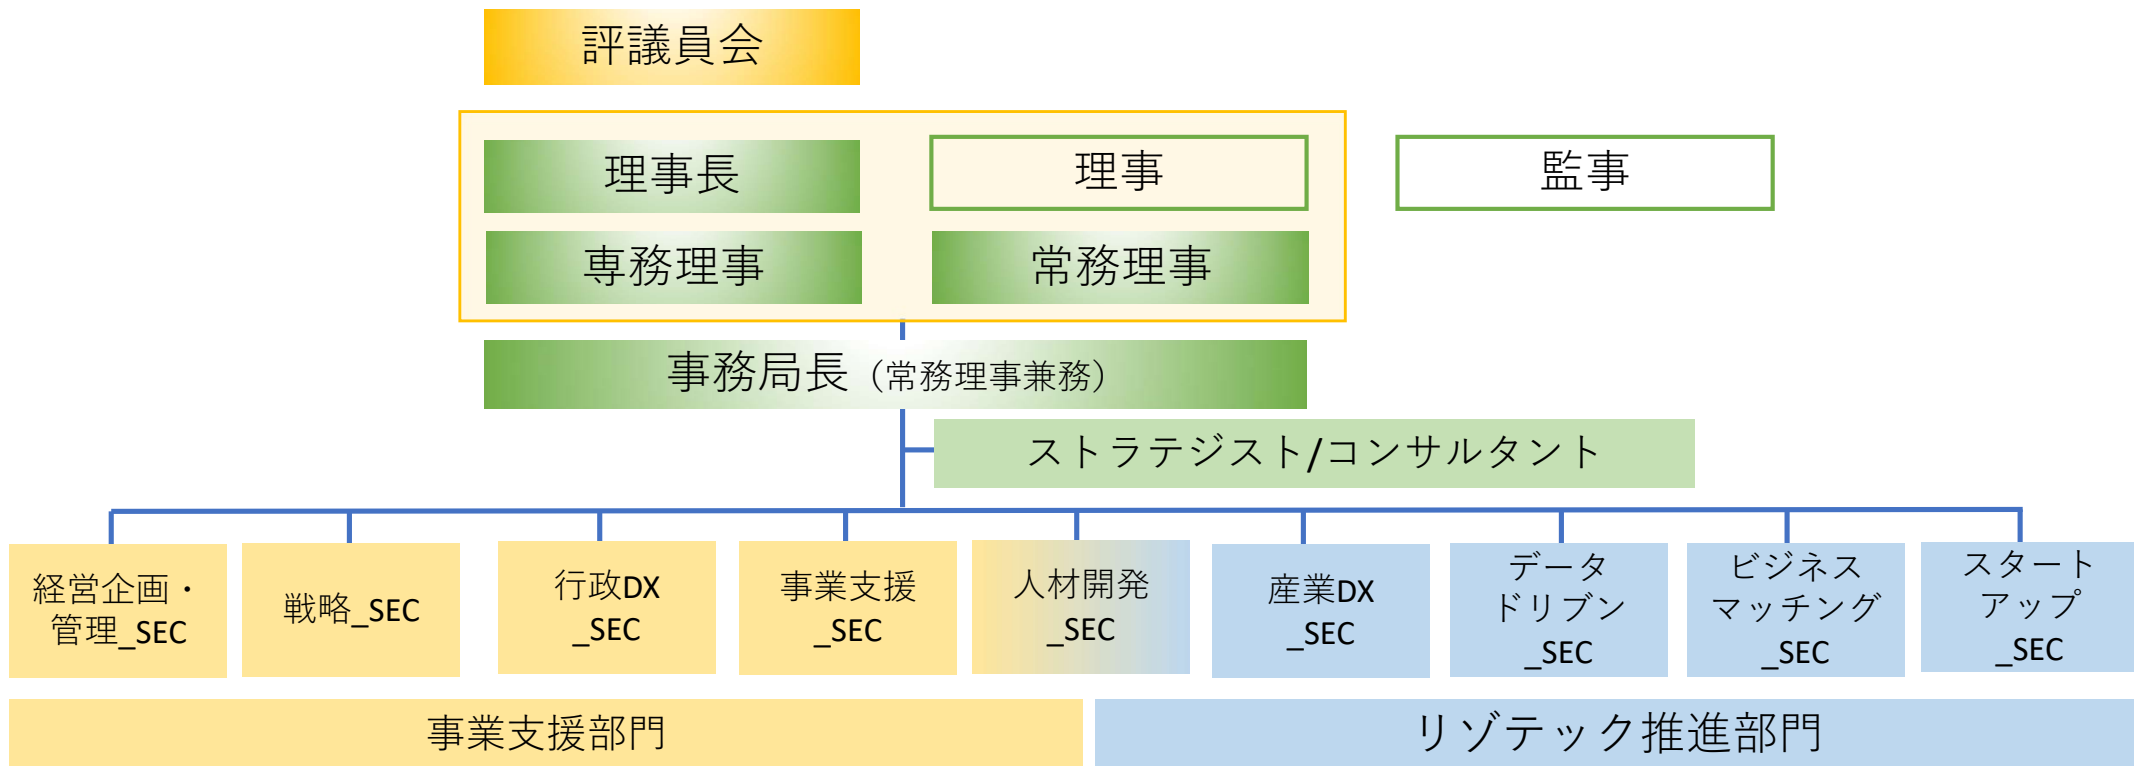 評議員会
理事長
理事
監事
専務理事
常務理事
事務局長（常務理事兼務）
ストラテジスト/コンサルタント
経営企画・
管理_SEC
戦略_SEC
行政DX
_SEC
事業支援
_SEC
人材開発
_SEC
産業DX
_SEC
データ
ドリブン
_SEC
ビジネス
マッチング
_SEC
スタート
アップ
_SEC
事業支援部門
リゾテック推進部門